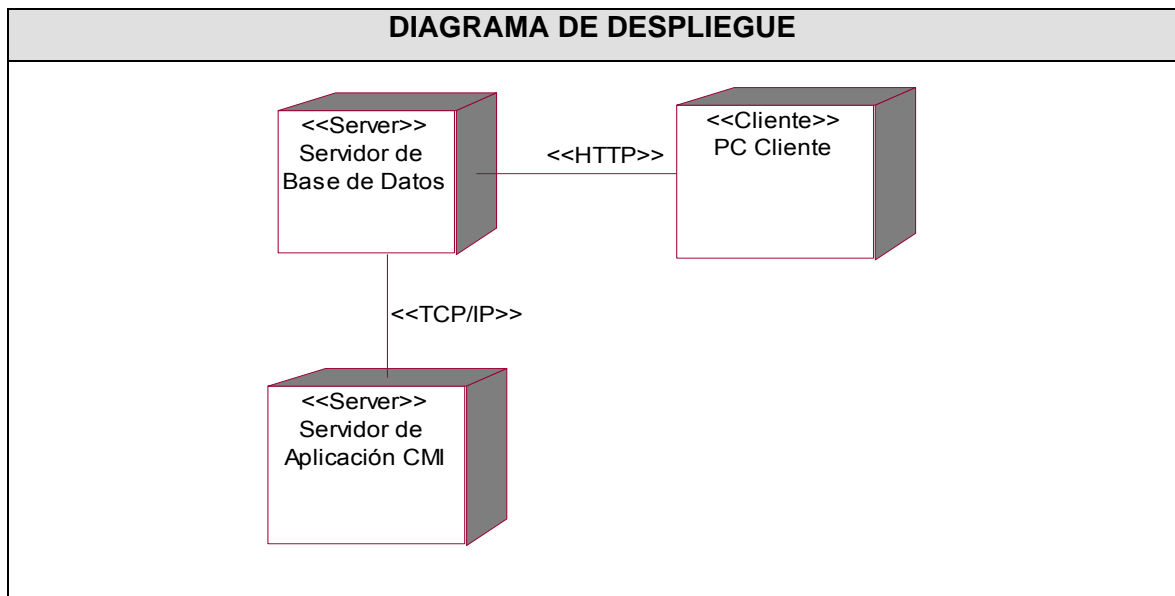 DIAGRAMA DE DESPLIEGUE
<<Server>>
Servidor de
Base de Datos
<<HTTP>>
<<Cliente>>
PC Cliente
<<TCP/IP>>
<<Server>>
Servidor de
Aplicación CMI